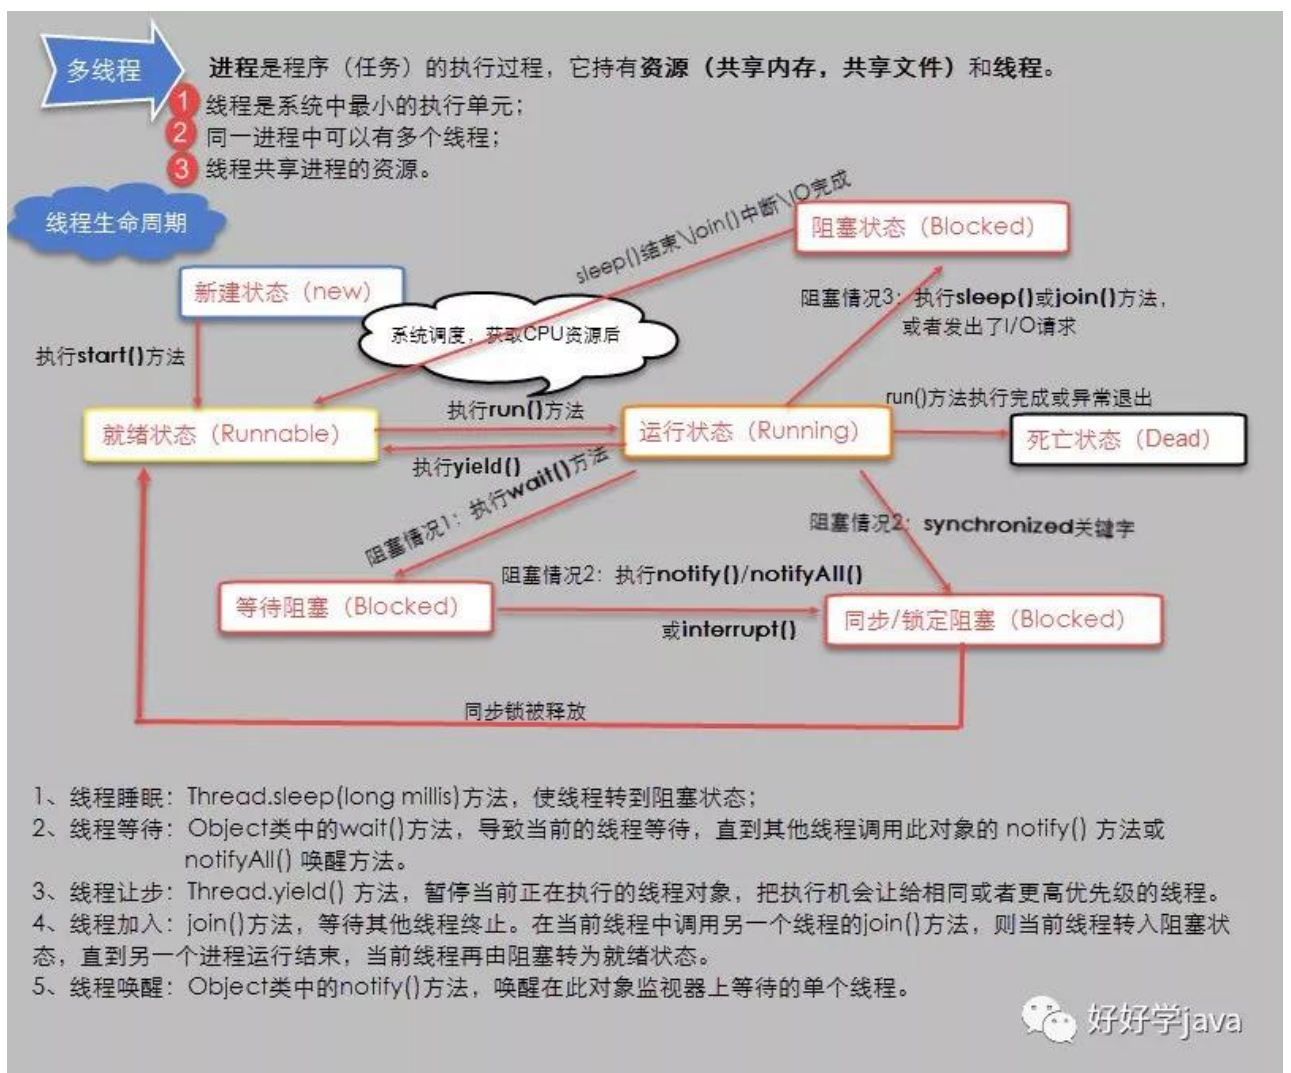 多线程
进程是程序（任务）的执行过程，它持有资源（共享内存，共享文件）和线程。
1 线程是系统中最小的执行单元；
2 同一进程中可以有多个线程；
3 线程共享进程的资源。
线程生命周期
sleep()结束\join()中断\IO完成
阻塞状态（Blocked）
新建状态（new）
阻塞情况3：执行sleep()或join()方法，
或者发出了I/O请求
系统调度，获取CPU资源后
执行start()方法
run()方法执行完成或异常退出
执行run()方法
就绪状态（Runnable）
运行状态（Running）
死亡状态（Dead）
执行yield()
阻塞情况1：执行wait()方法
阻塞情况2：synchronized关键字
阻塞情况2：执行notify()/notifyAll()
等待阻塞（Blocked）
同步/锁定阻塞（Blocked）
或interrupt()
同步锁被释放
1、线程睡眠：Thread.sleep(long millis)方法，使线程转到阻塞状态；
2、线程等待：Object类中的wait()方法，导致当前的线程等待，直到其他线程调用此对象的 notify() 方法或
notifyAll() 唤醒方法。
3、线程让步：Thread.yield() 方法，暂停当前正在执行的线程对象，把执行机会让给相同或者更高优先级的线程。
4、线程加入：join()方法，等待其他线程终止。在当前线程中调用另一个线程的join()方法，则当前线程转入阻塞状
态，直到另一个进程运行结束，当前线程再由阻塞转为就绪状态。
5、线程唤醒：Object类中的notify()方法，唤醒在此对象监视器上等待的单个线程。
好好学java